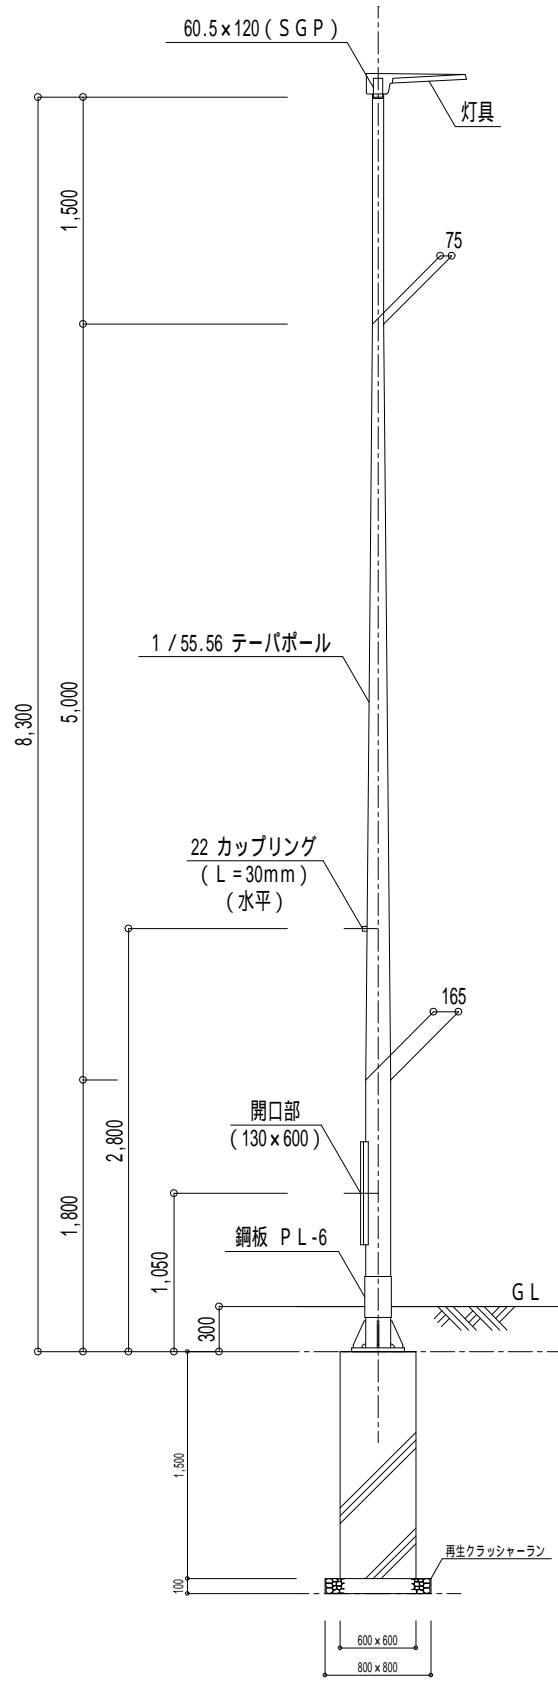 60.5×120(SGP)
灯具
1,500
75
1/55.56 テーパポール
5,000
8,300
22 カップリング
(L=30mm)
(水平)
165
開口部
(130×600)
2,800
1,800
鋼板 PL-6
1,050
GL
300
1,500
再生クラッシャーラン
100
600×600
800×800